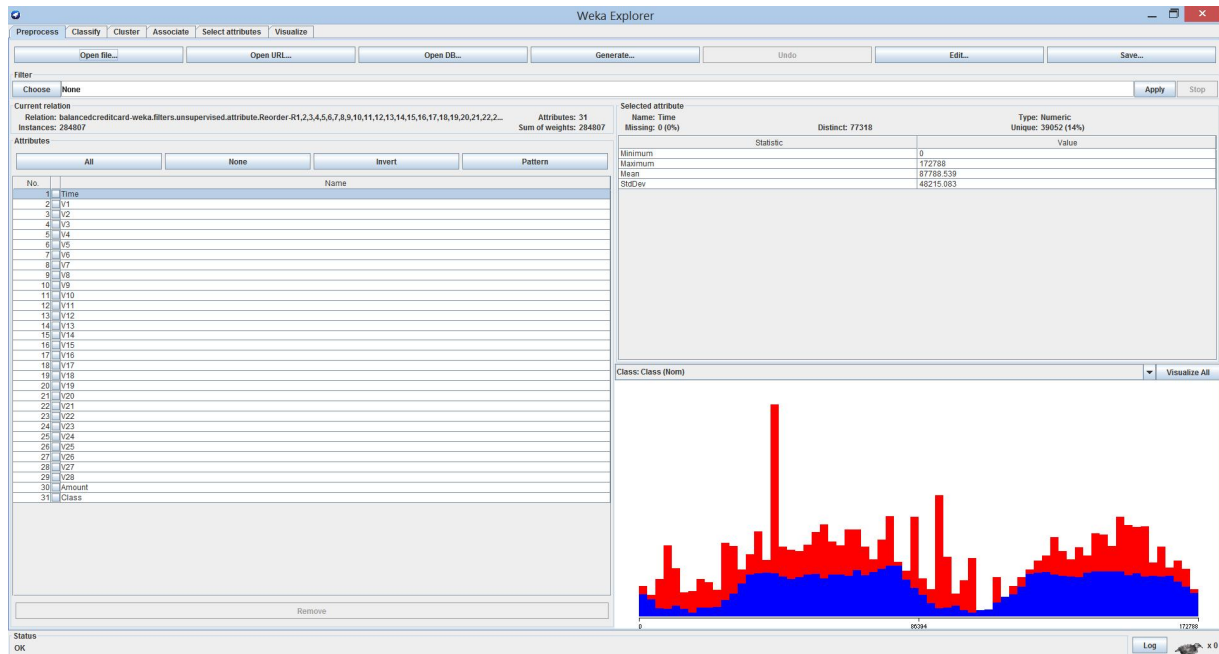 Weka Explorer
Preprocess Classify Cluster Associate Select attributes Visualize
Open file... Open URL... Open DB... Generate... Undo Edit... Save...
Filter
Choose None Apply Stop
Current relation
Relation: balancedcreditcard-weka.filters.unsupervised.attribute.Reorder-R1,2,3,4,5,6,7,8,9,10,11,12,13,14,15,16,17,18,19,20,21,22,2... Attributes: 31
Instances: 284807 Sum of weights: 284807
Attributes
All None Invert Pattern
No. Name
1 Time
2 V1
3 V2
4 V3
5 V4
6 V5
7 V6
8 V7
9 V8
10 V9
11 V10
12 V11
13 V12
14 V13
15 V14
16 V15
17 V16
18 V17
19 V18
20 V19
21 V20
22 V21
23 V22
24 V23
25 V24
26 V25
27 V26
28 V27
29 V28
30 Amount
31 Class
Remove
Selected attribute
Name: Time Type: Numeric
Missing: 0 (0%) Distinct: 77318 Unique: 39052 (14%)
Statistic Value
Minimum 0
Maximum 172788
Mean 87788.539
StdDev 48215.083
Class: Class (Nom) Visualize All
0 86394 172788
Status
OK Log x 0